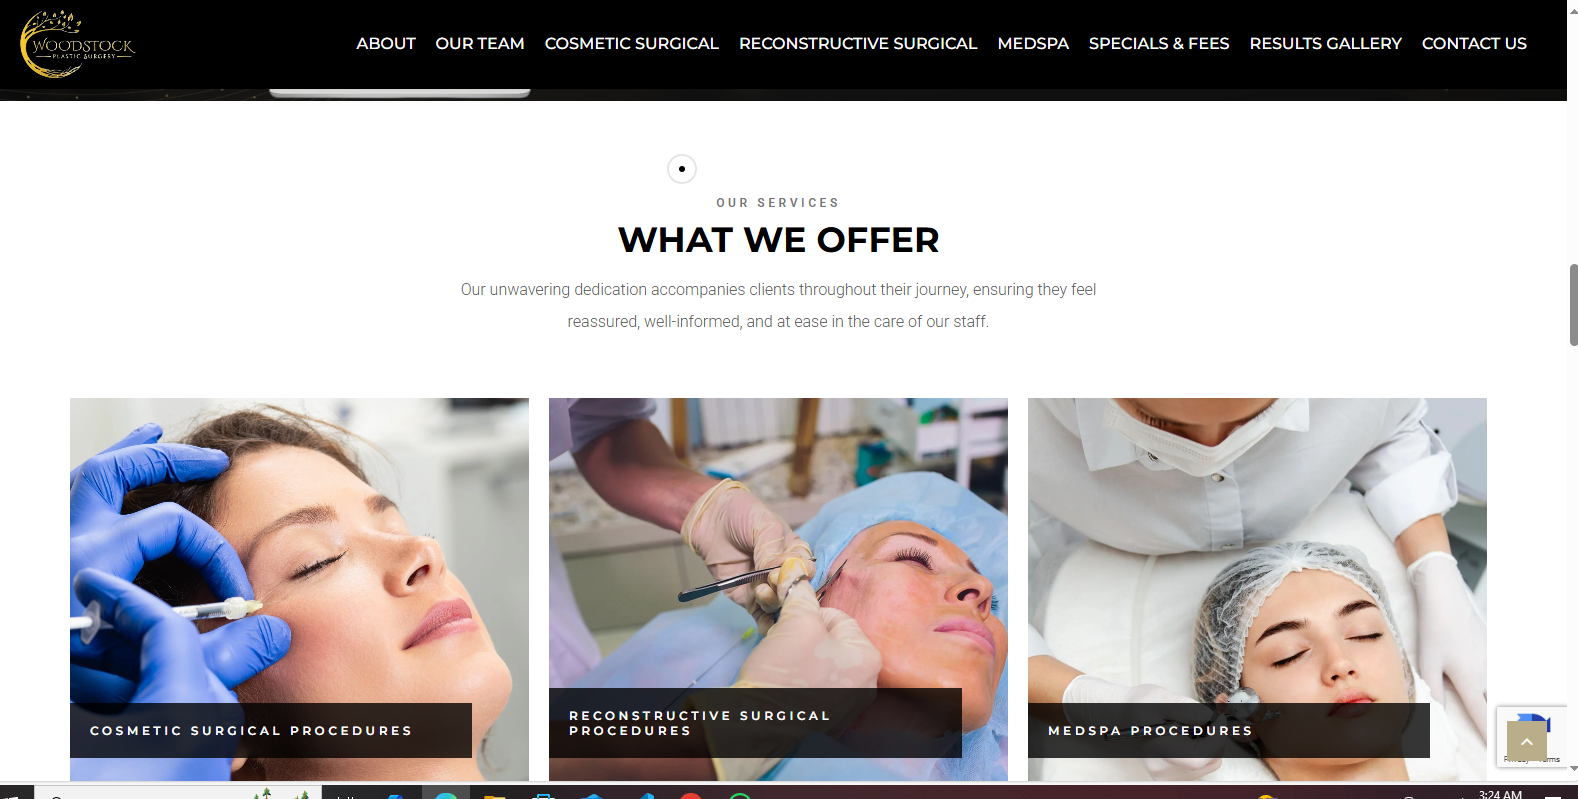 WOODSTOCK
PLASTIC SURGERY
ABOUT OUR TEAM COSMETIC SURGICAL RECONSTRUCTIVE SURGICAL MEDSPA SPECIALS & FEES RESULTS GALLERY CONTACT US
OUR SERVICES
WHAT WE OFFER
Our unwavering dedication accompanies clients throughout their journey, ensuring they feel
reassured, well-informed, and at ease in the care of our staff.
COSMETIC SURGICAL PROCEDURES
RECONSTRUCTIVE SURGICAL
PROCEDURES
MEDSPA PROCEDURES
3:24 AM